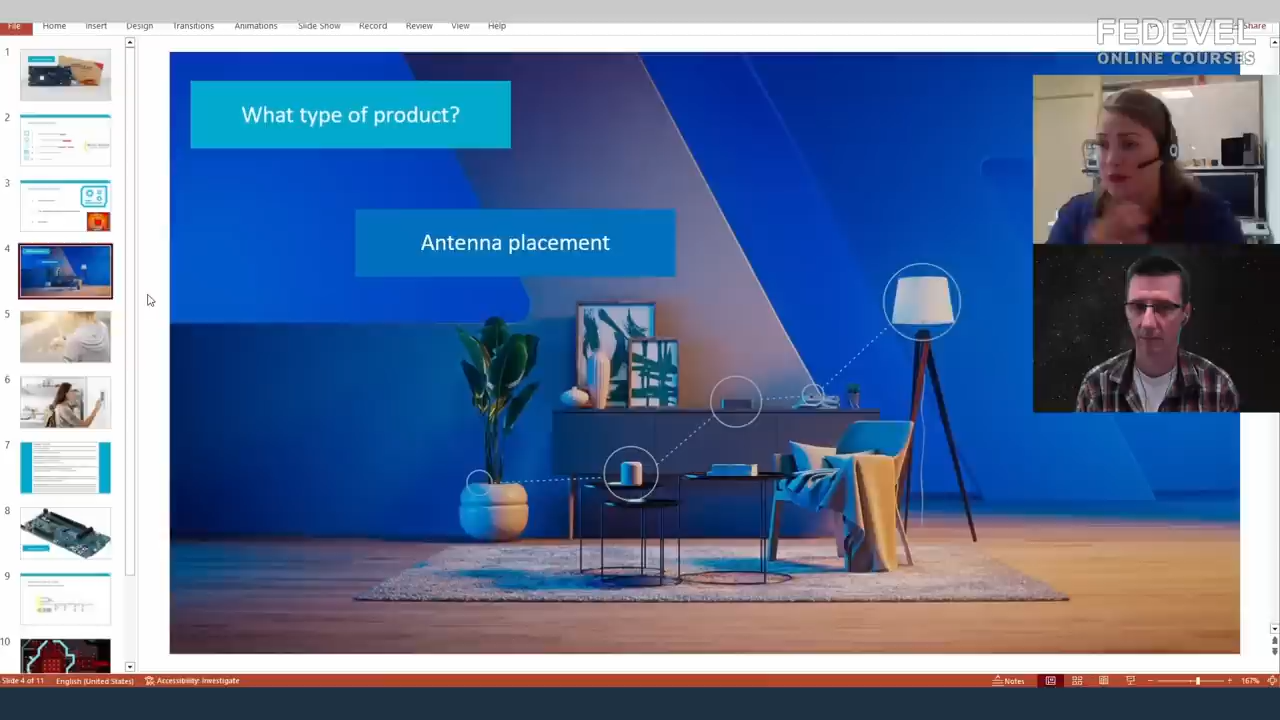 File Home Insert Design Transitions Animations Slide Show Record Review View Help Share
FEDEVEL
ONLINE COURSES
What type of product?
Antenna placement
1
2
3
4
5
6
7
8
9
10
Slide 4 of 11 English (United States) Accessibility: Investigate Notes 167%